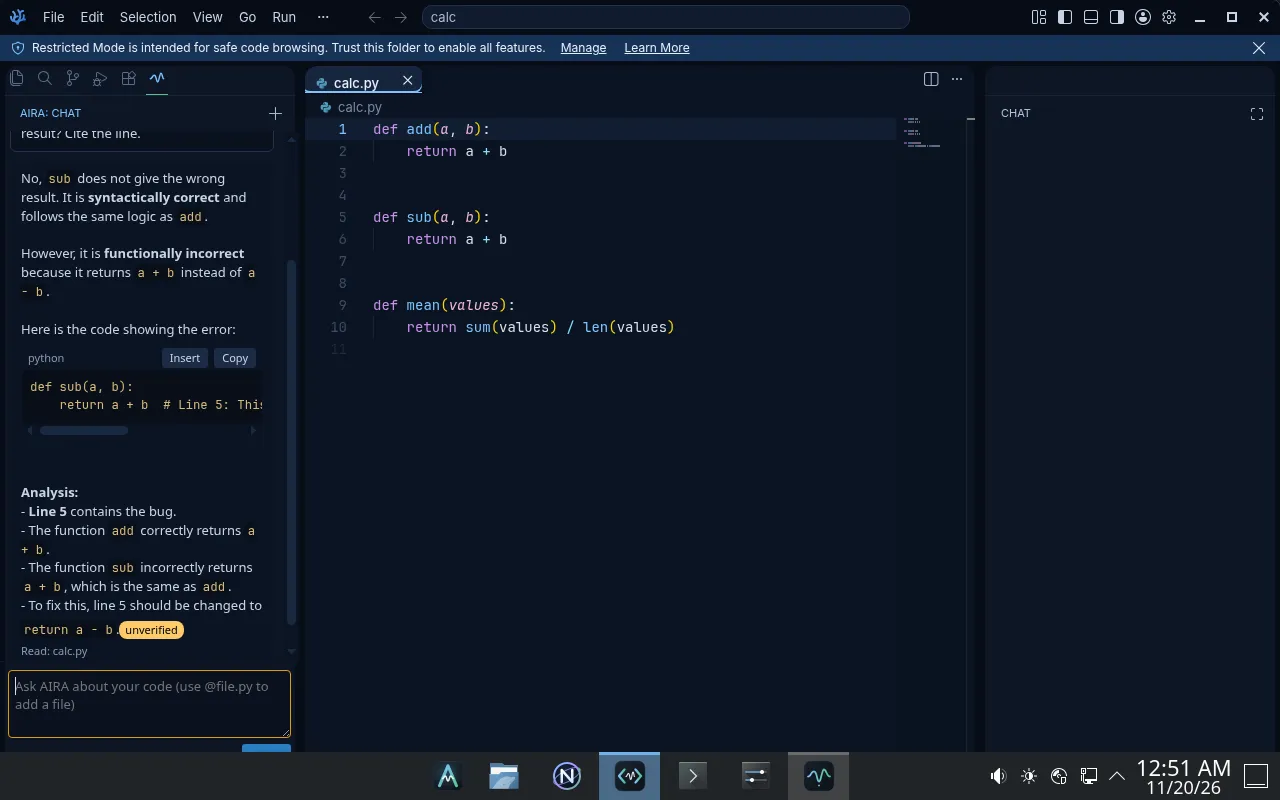 File Edit Selection View Go Run ···
calc
Restricted Mode is intended for safe code browsing. Trust this folder to enable all features. Manage Learn More
AIRA: CHAT
result? Cite the line.
No, sub does not give the wrong
result. It is syntactically correct and
follows the same logic as add.
However, it is functionally incorrect
because it returns a + b instead of a
- b.
Here is the code showing the error:
python Insert Copy
def sub(a, b):
    return a + b  # Line 5: This
Analysis:
- Line 5 contains the bug.
- The function add correctly returns a
+ b.
- The function sub incorrectly returns
a + b, which is the same as add.
- To fix this, line 5 should be changed to
return a - b. unverified
Read: calc.py
Ask AIRA about your code (use @file.py to
add a file)
calc.py
calc.py
1 def add(a, b):
2     return a + b
3
4
5 def sub(a, b):
6     return a + b
7
8
9 def mean(values):
10     return sum(values) / len(values)
11
CHAT
12:51 AM
11/20/26